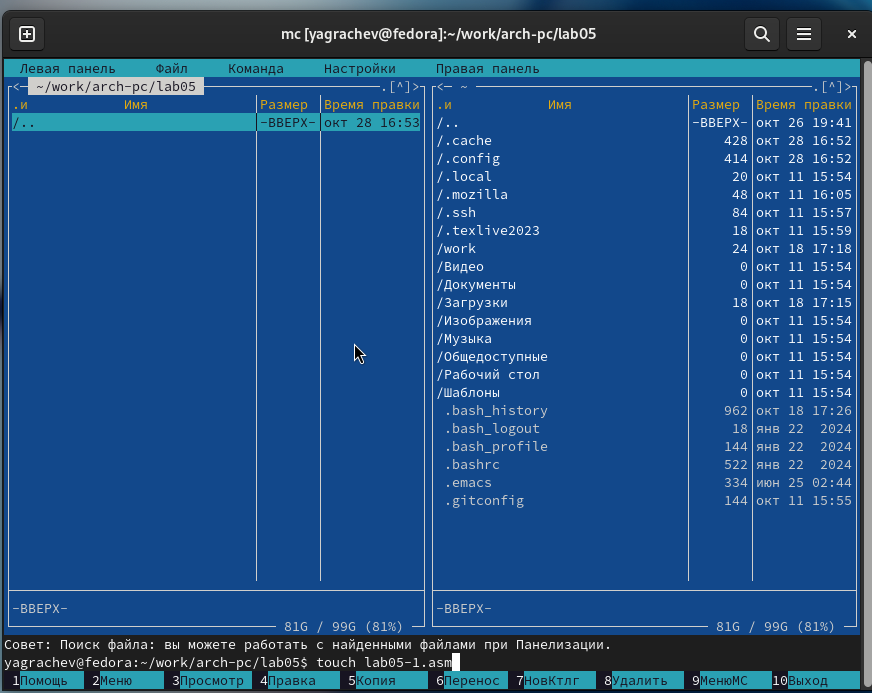 mc [yagrachev@fedora]:~/work/arch-pc/lab05
Левая панель Файл Команда Настройки Правая панель
<─ ~/work/arch-pc/lab05 .[^]>
.и Имя Размер Время правки
/.. -ВВЕРХ- окт 28 16:53
-ВВЕРХ-
81G / 99G (81%)
<─ ~ .[^]>
.и Имя Размер Время правки
/.. -ВВЕРХ- окт 26 19:41
/.cache 428 окт 28 16:52
/.config 414 окт 28 16:52
/.local 20 окт 11 15:54
/.mozilla 48 окт 11 16:05
/.ssh 84 окт 11 15:57
/.texlive2023 18 окт 11 15:59
/work 24 окт 18 17:18
/Видео 0 окт 11 15:54
/Документы 0 окт 11 15:54
/Загрузки 18 окт 18 17:15
/Изображения 0 окт 11 15:54
/Музыка 0 окт 11 15:54
/Общедоступные 0 окт 11 15:54
/Рабочий стол 0 окт 11 15:54
/Шаблоны 0 окт 11 15:54
.bash_history 962 окт 18 17:26
.bash_logout 18 янв 22 2024
.bash_profile 144 янв 22 2024
.bashrc 522 янв 22 2024
.emacs 334 июн 25 02:44
.gitconfig 144 окт 11 15:55
-ВВЕРХ-
81G / 99G (81%)
Совет: Поиск файла: вы можете работать с найденными файлами при Панелизации.
yagrachev@fedora:~/work/arch-pc/lab05$ touch lab05-1.asm
1Помощь 2Меню 3Просмотр 4Правка 5Копия 6Перенос 7НовКтлг 8Удалить 9МенюМС 10Выход